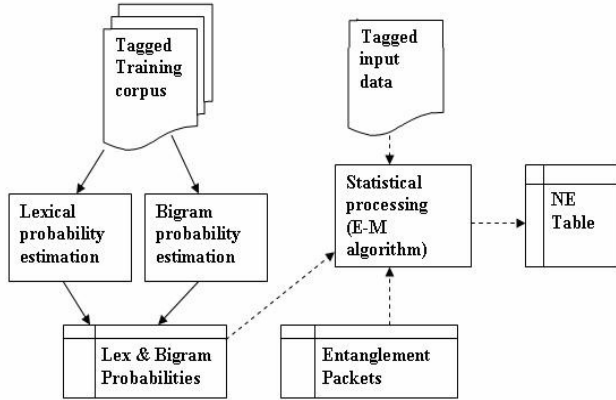 Tagged
Training
corpus
Tagged
input
data
Lexical
probability
estimation
Bigram
probability
estimation
Statistical
processing
(E-M
algorithm)
NE
Table
Lex & Bigram
Probabilities
Entanglement
Packets